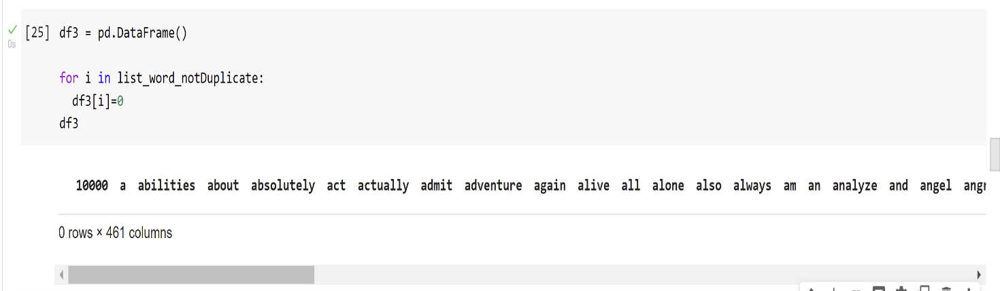 [25] df3 = pd.DataFrame()
0s
for i in list_word_notDuplicate:
df3[i]=0
df3
10000 a abilities about absolutely act actually admit adventure again alive all alone also always am an analyze and angel
0 rows × 461 columns